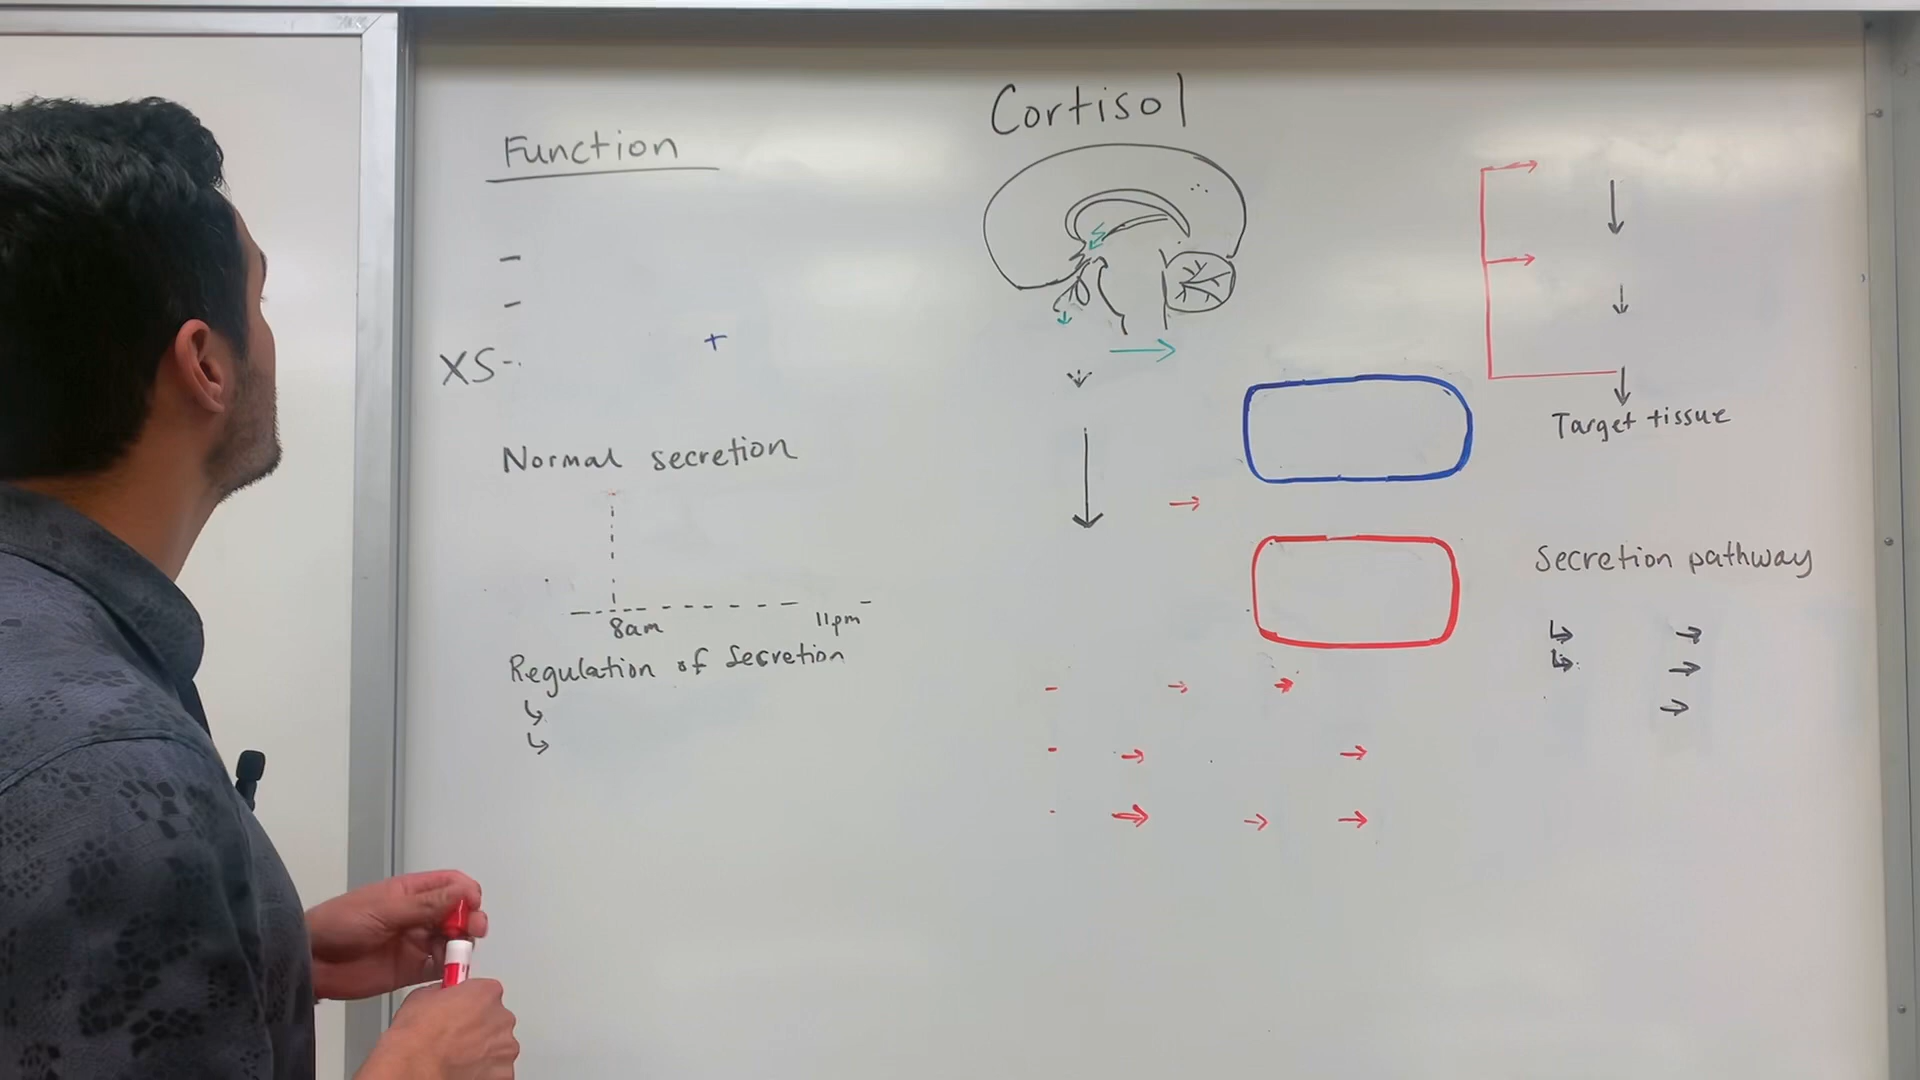 Cortisol
Function
-
-
XS-
+
Normal secretion
8am
11pm
Regulation of secretion
Target tissue
Secretion pathway